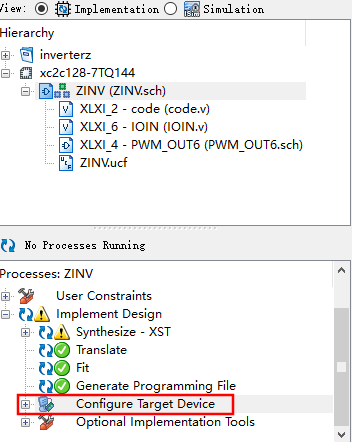 View: Implementation Simulation
Hierarchy
inverterz
xc2c128-7TQ144
ZINV (ZINV.sch)
XLXI_2 - code (code.v)
XLXI_6 - IOIN (IOIN.v)
XLXI_4 - PWM_OUT6 (PWM_OUT6.sch)
ZINV.ucf
No Processes Running
Processes: ZINV
User Constraints
Implement Design
Synthesize - XST
Translate
Fit
Generate Programming File
Configure Target Device
Optional Implementation Tools